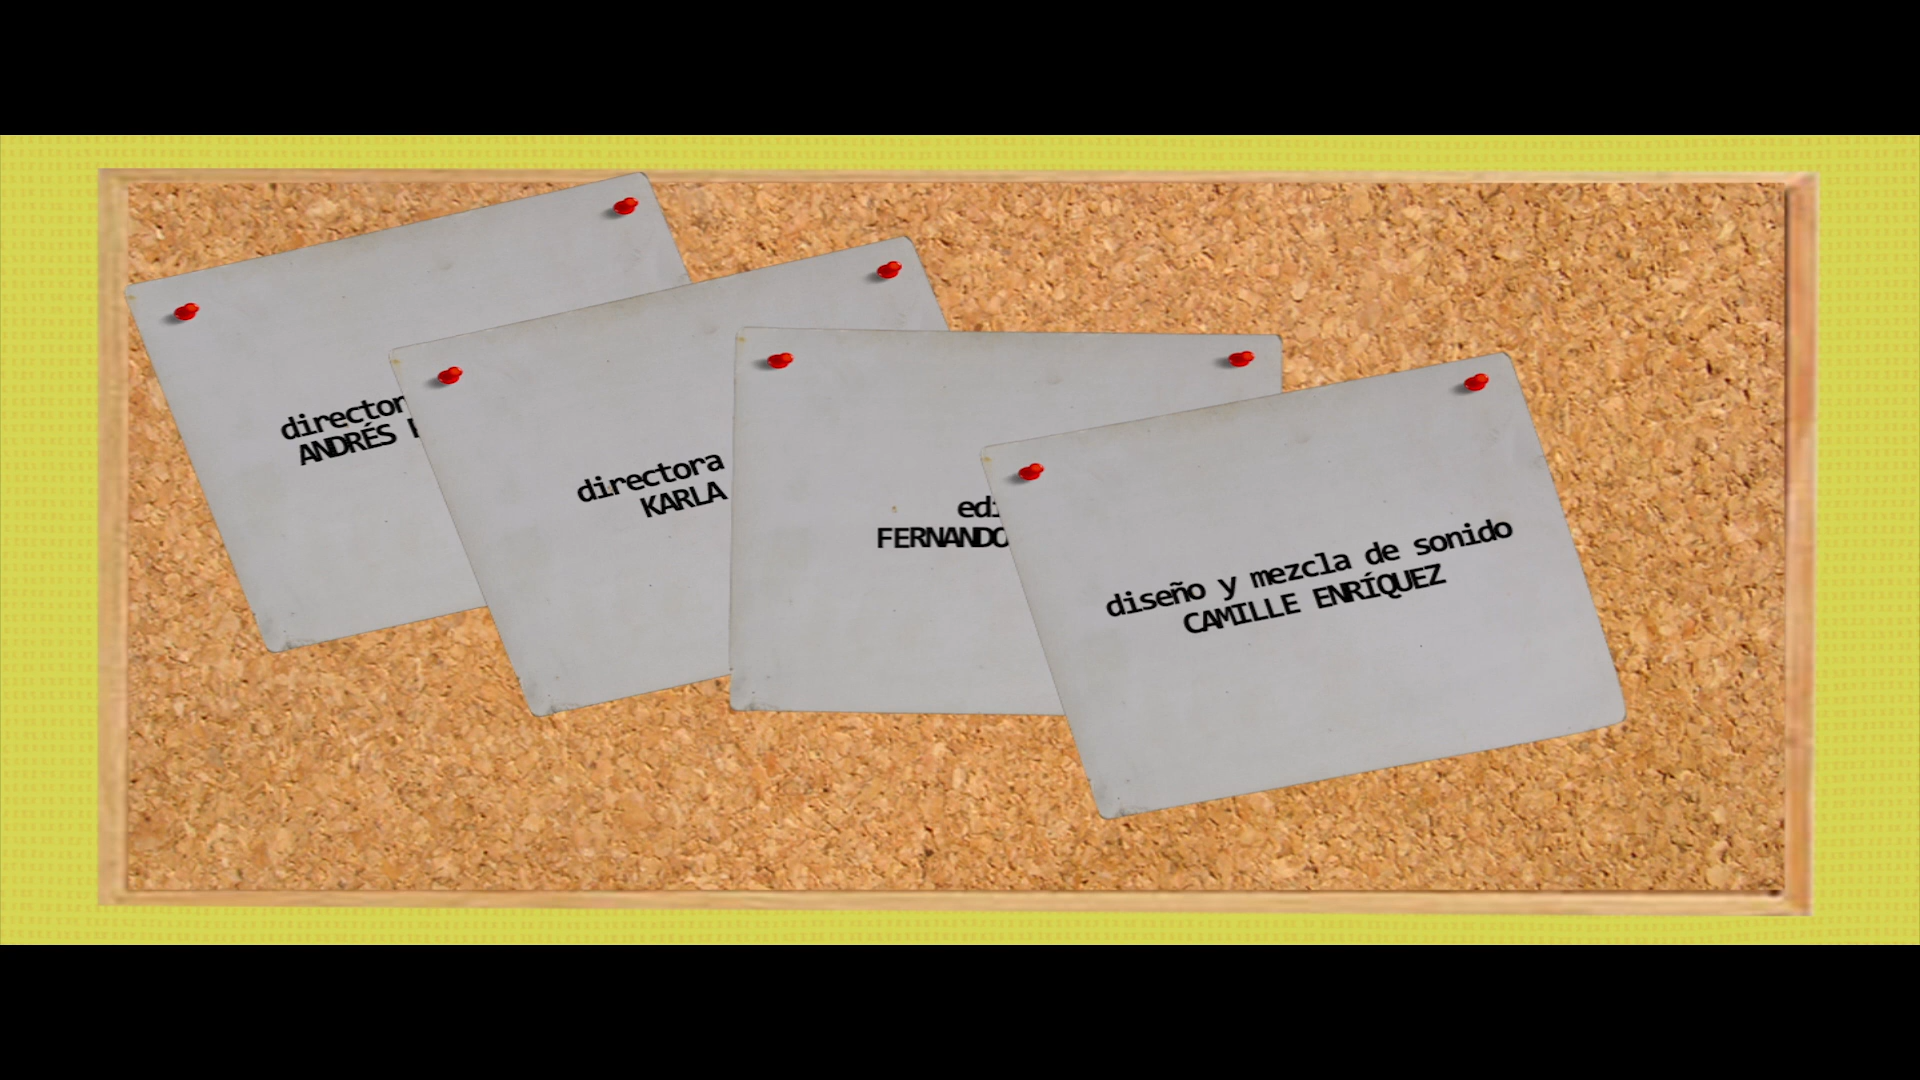 director
ANDRÉS
directora
KARLA
FERNANDO
diseño y mezcla de sonido
CAMILLE ENRÍQUEZ